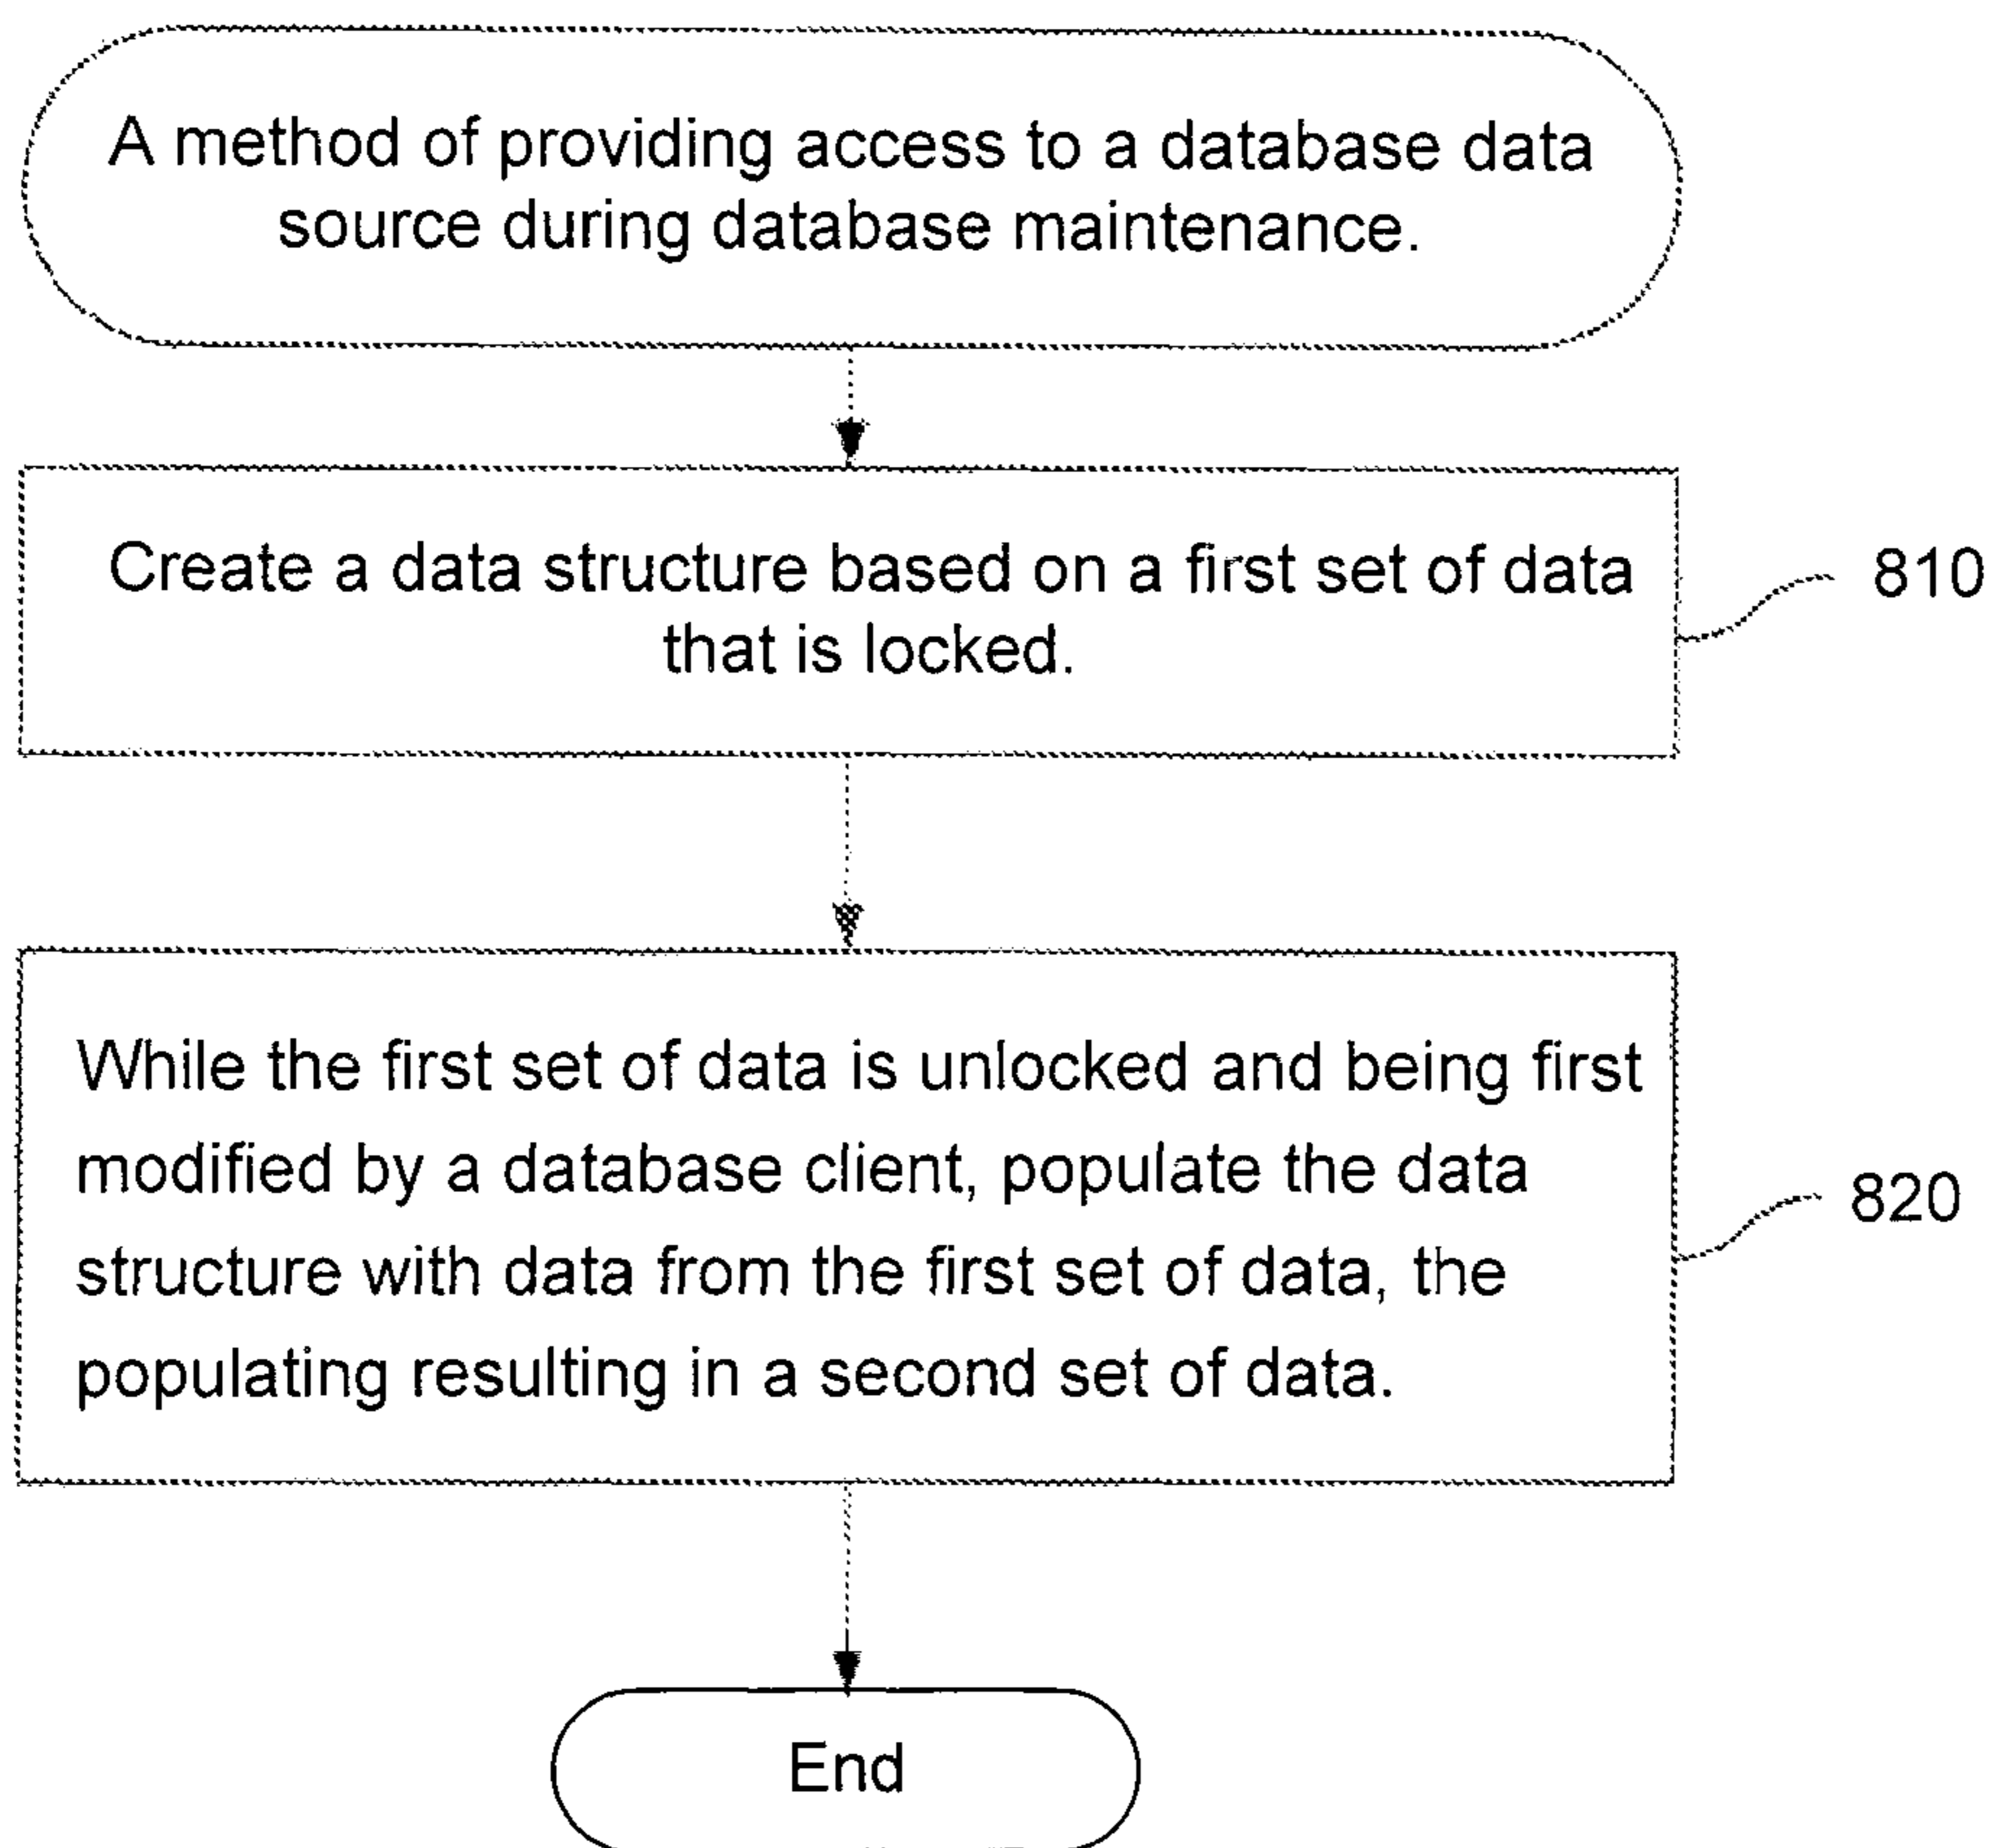 A method of providing access to a database data
source during database maintenance.
Create a data structure based on a first set of data
that is locked.
810
While the first set of data is unlocked and being first
modified by a database client, populate the data
structure with data from the first set of data, the
populating resulting in a second set of data.
820
End